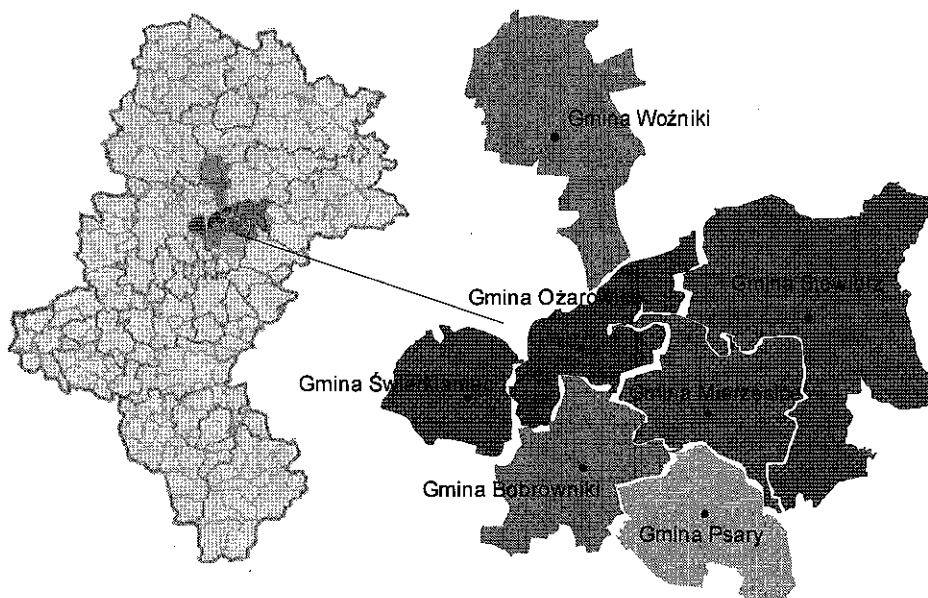 Gmina Woźniki
Gmina Siewierz
Gmina Ożarowice
Gmina Świerklaniec
Gmina Mierzęcice
Gmina Bobrowniki
Gmina Psary